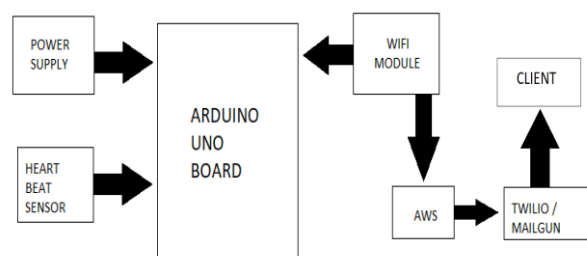 POWER
SUPPLY
HEART
BEAT
SENSOR
ARDUINO
UNO
BOARD
WIFI
MODULE
AWS
TWILIO /
MAILGUN
CLIENT